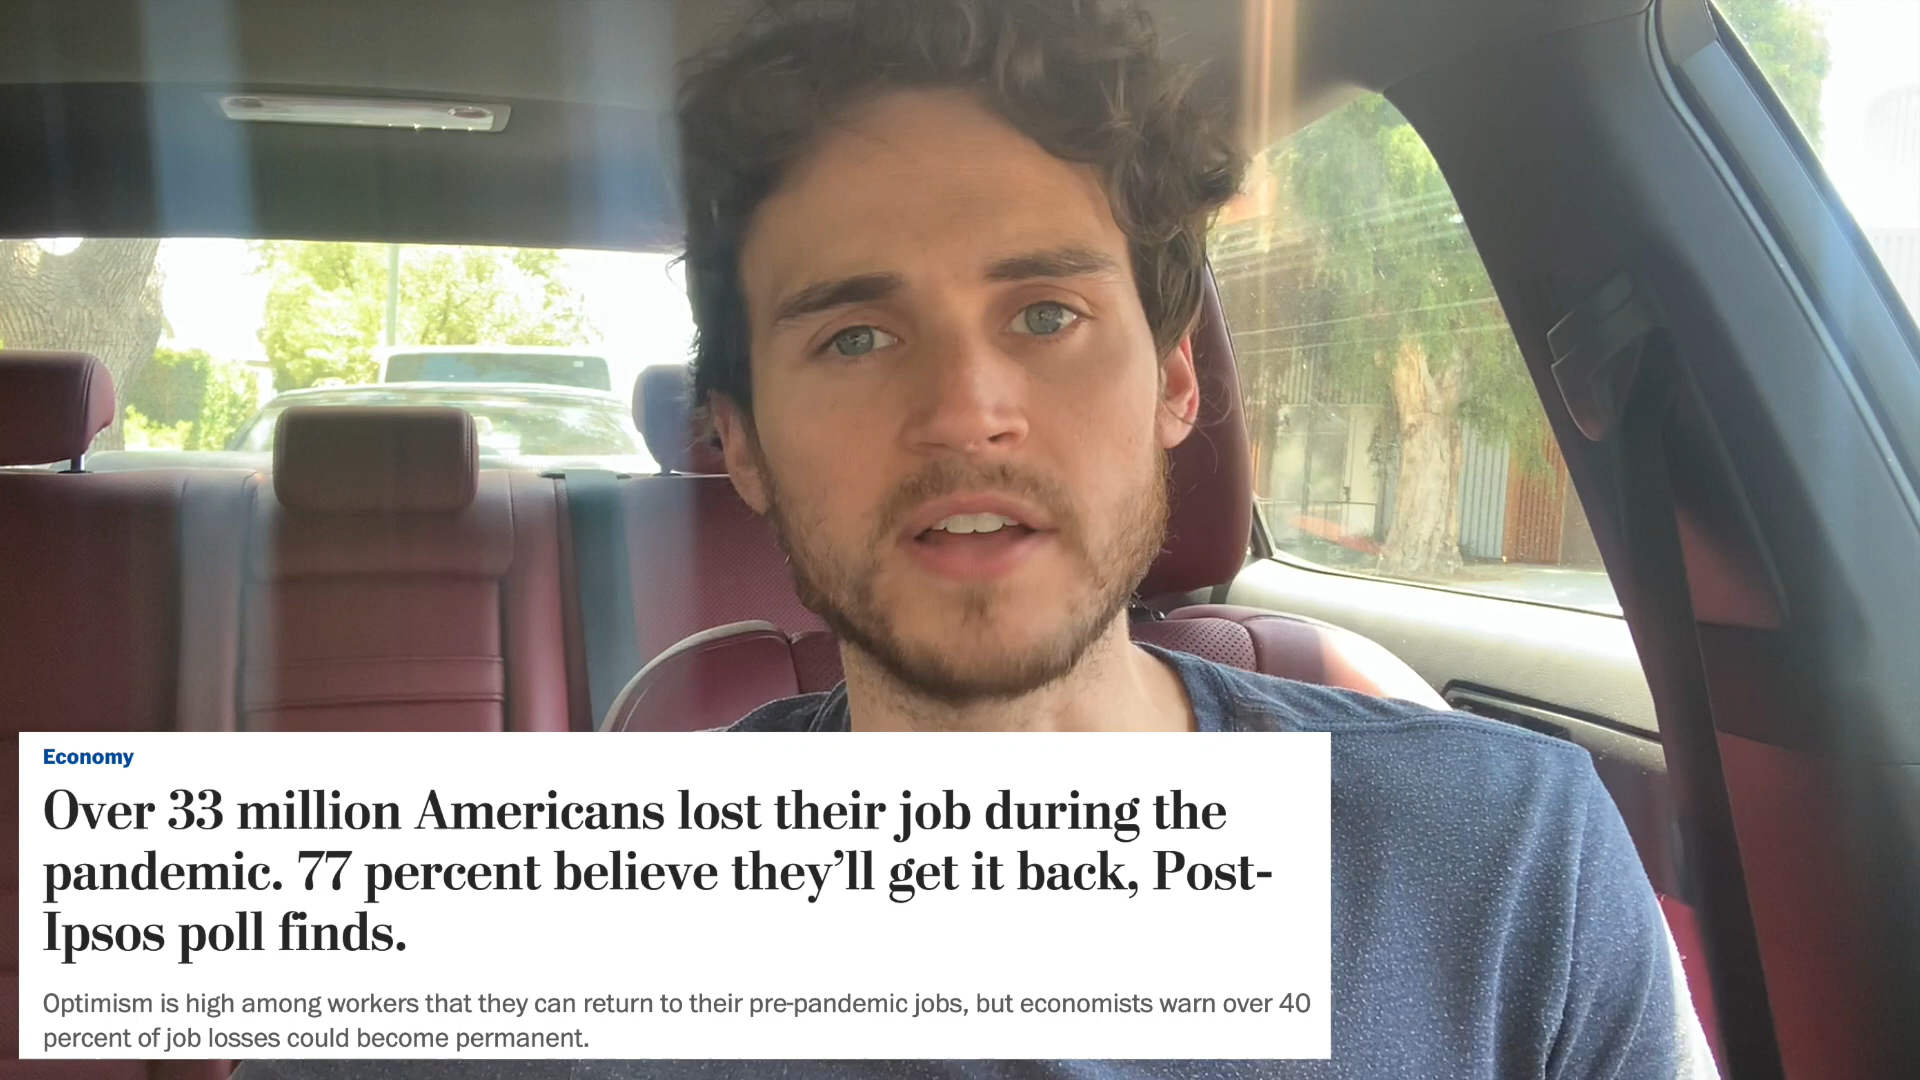 Economy
Over 33 million Americans lost their job during the
pandemic. 77 percent believe they’ll get it back, Post-
Ipsos poll finds.
Optimism is high among workers that they can return to their pre-pandemic jobs, but economists warn over 40
percent of job losses could become permanent.